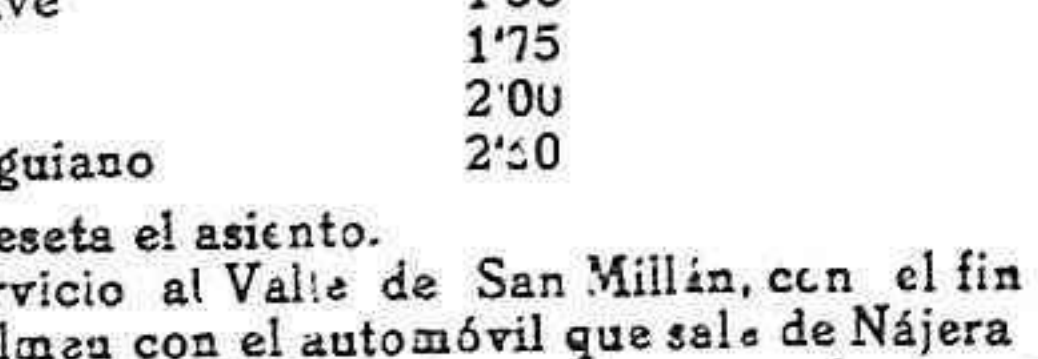 1'75
2'00
guiano
eseta el asiento.
rvicio al Valle de San Millán, con el fin
con el automóvil que sale de Nájera